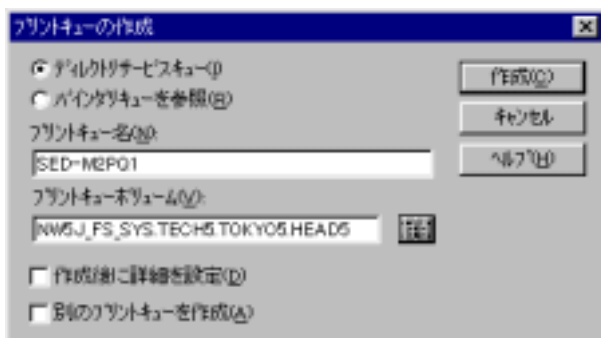 プリントキューの作成
ディレクトリサービスキュー(I)
バインダリキューを参照(R)
プリントキュー名(N):
SED-M2PQ1
プリントキューボリューム(V):
NW5J_FS_SYS.TECH5.TOKYO5.HEAD5
作成後に詳細を設定(D)
別のプリントキューを作成(A)
作成(C)
キャンセル
ヘルプ(H)